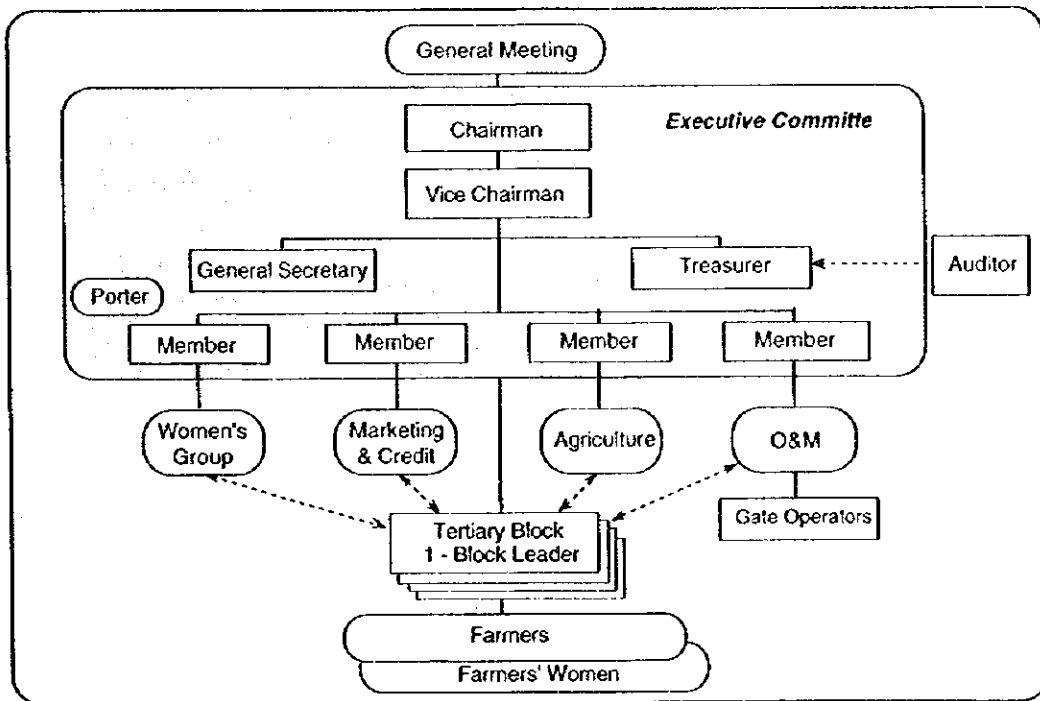 General Meeting
Executive Committe
Chairman
Vice Chairman
General Secretary
Treasurer
Auditor
Porter
Member
Member
Member
Member
Women's
Group
Marketing
& Credit
Agriculture
O&M
Gate Operators
Tertiary Block
1 - Block Leader
Farmers
Farmers' Women